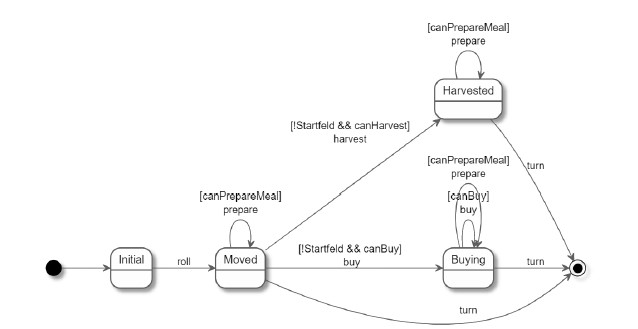 [canPrepareMeal]
prepare
Harvested
[!Startfeld && canHarvest]
harvest
turn
[canPrepareMeal]
prepare
[canPrepareMeal]
prepare
[canBuy]
buy
Initial
roll
Moved
[!Startfeld && canBuy]
buy
Buying
turn
turn